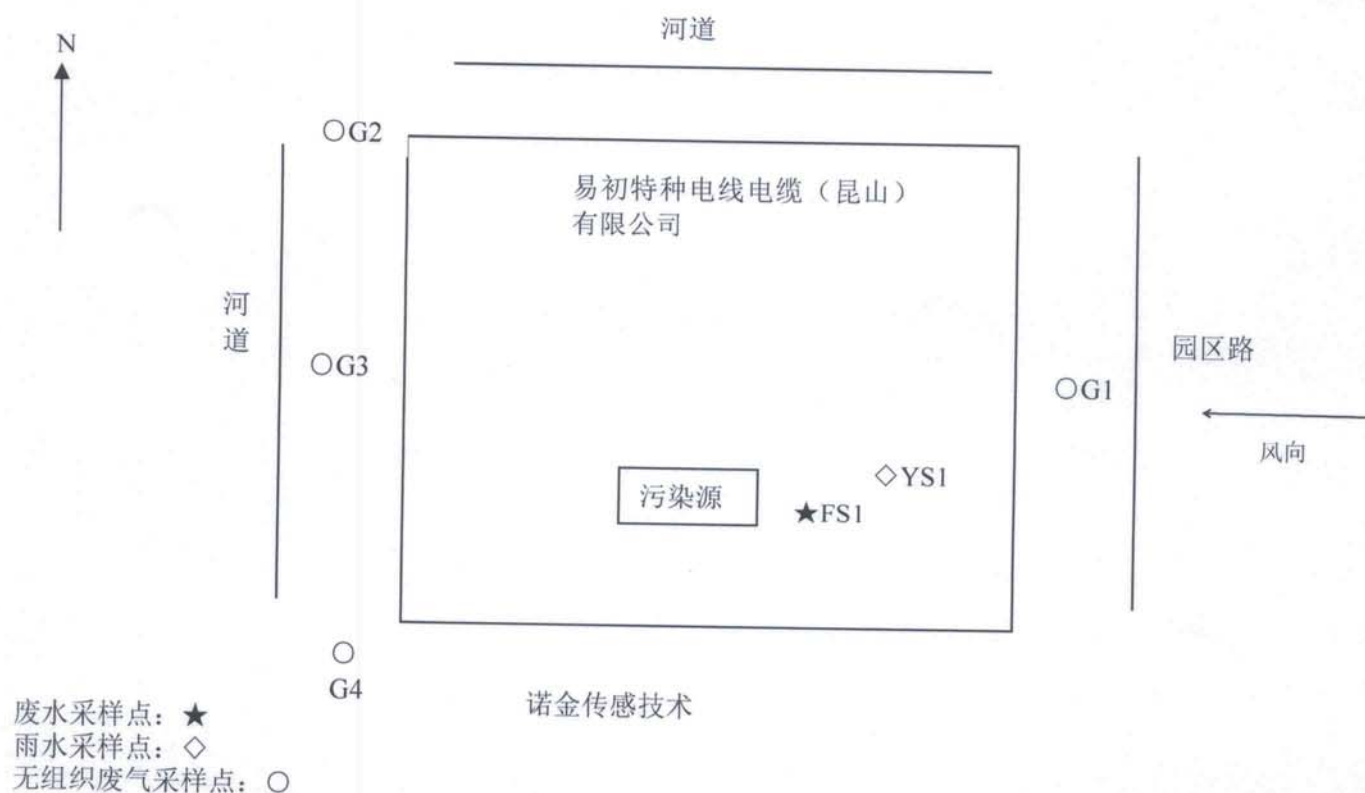 河道
N
○G2
易初特种电线电缆（昆山）
有限公司
河
道
园区路
○G3
○G1
风向
◇YS1
污染源
★FS1
○
G4
诺金传感技术
废水采样点：★
雨水采样点：◇
无组织废气采样点：○